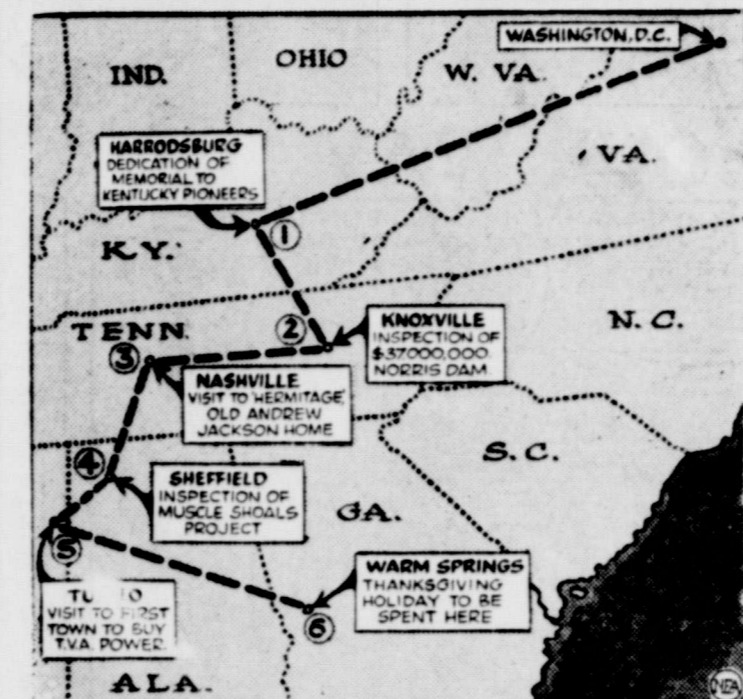 WASHINGTON, D.C.
IND.
OHIO
W. VA.
VA.
HARRODSBURG
DEDICATION OF
MEMORIAL TO
KENTUCKY PIONEERS
1
KY.
TENN.
2
KNOXVILLE
INSPECTION OF
$37000,000
NORRIS DAM
N. C.
3
NASHVILLE
VISIT TO "HERMITAGE",
OLD ANDREW
JACKSON HOME
S. C.
4
SHEFFIELD
INSPECTION OF
MUSCLE SHOALS
PROJECT
GA.
5
VISIT TO FIRST
TOWN TO BUY
T.V.A. POWER
WARM SPRINGS
THANKSGIVING
HOLIDAY TO BE
SPENT HERE
6
ALA.
NEA